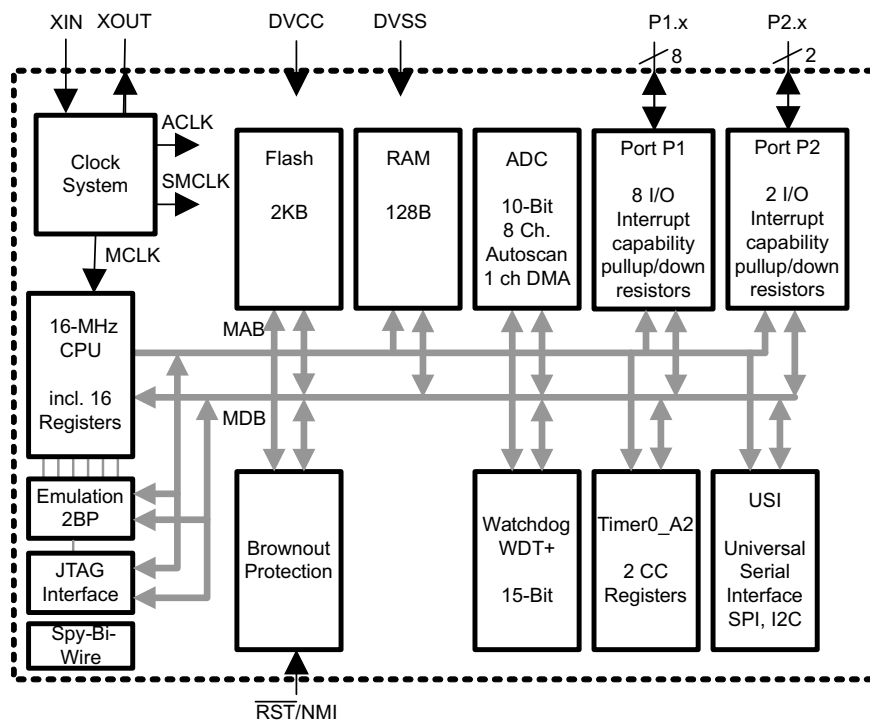 XIN XOUT DVCC DVSS P1.x P2.x
8 2
Clock
System
ACLK
SMCLK
MCLK
Flash
2KB
RAM
128B
ADC
10-Bit
8 Ch.
Autoscan
1 ch DMA
Port P1
8 I/O
Interrupt
capability
pullup/down
resistors
Port P2
2 I/O
Interrupt
capability
pullup/down
resistors
16-MHz
CPU
incl. 16
Registers
MAB
MDB
Emulation
2BP
JTAG
Interface
Spy-Bi-
Wire
Brownout
Protection
Watchdog
WDT+
15-Bit
Timer0_A2
2 CC
Registers
USI
Universal
Serial
Interface
SPI, I2C
RST/NMI